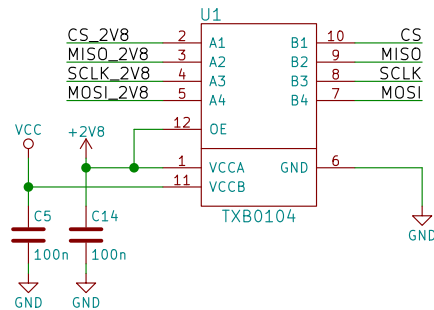 U1
CS_2V8 2 A1 B1 10 CS
MISO_2V8 3 A2 B2 9 MISO
SCLK_2V8 4 A3 B3 8 SCLK
MOSI_2V8 5 A4 B4 7 MOSI
12 OE
VCC +2V8
1 VCCA GND 6
11 VCCB
C5 C14 TXB0104
GND
100n 100n
GND GND